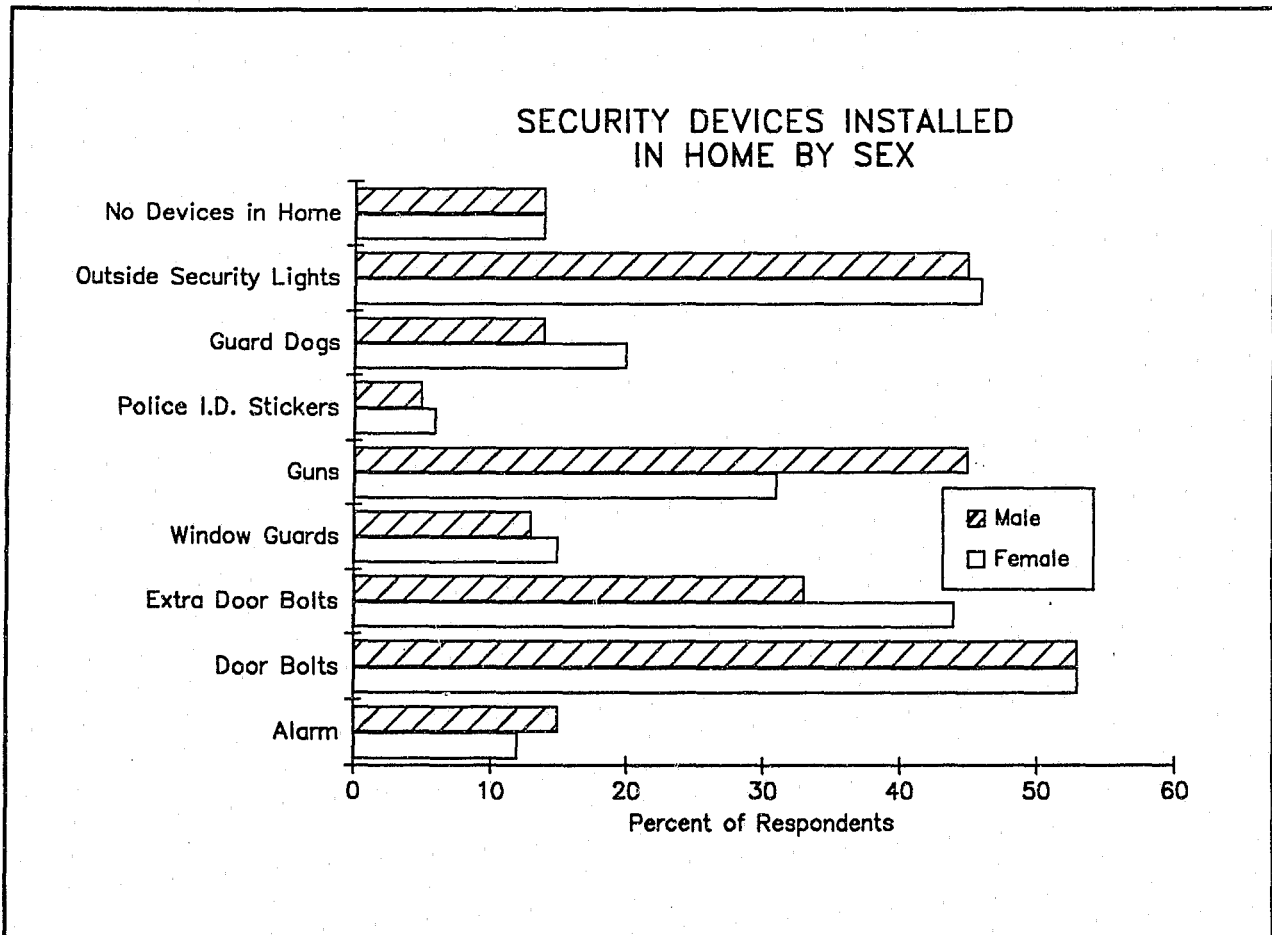 SECURITY DEVICES INSTALLED
IN HOME BY SEX
No Devices in Home
Outside Security Lights
Guard Dogs
Police I.D. Stickers
Guns
Window Guards
Extra Door Bolts
Door Bolts
Alarm
Male
Female
0 10 20 30 40 50 60
Percent of Respondents